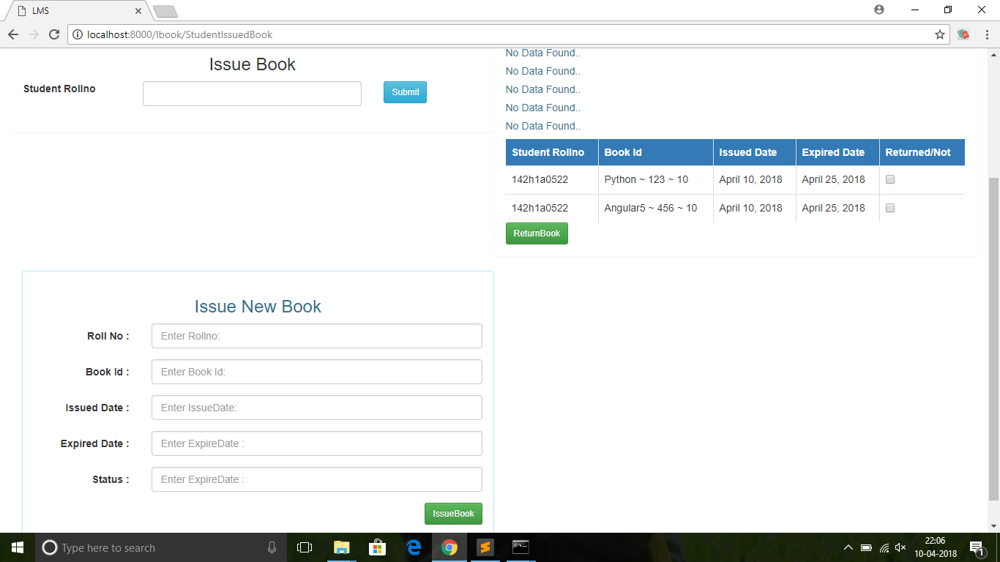 LMS
localhost:8000/Ibook/StudentIssuedBook
Issue Book
Student Rollno
Submit
No Data Found..
No Data Found..
No Data Found..
No Data Found..
No Data Found..
Student Rollno Book Id Issued Date Expired Date Returned/Not
142h1a0522 Python ~ 123 ~ 10 April 10, 2018 April 25, 2018
142h1a0522 Angular5 ~ 456 ~ 10 April 10, 2018 April 25, 2018
ReturnBook
Issue New Book
Roll No : Enter Rollno:
Book Id : Enter Book Id:
Issued Date : Enter IssueDate:
Expired Date : Enter ExpireDate :
Status : Enter ExpireDate :
IssueBook
Type here to search
22:06
10-04-2018
1